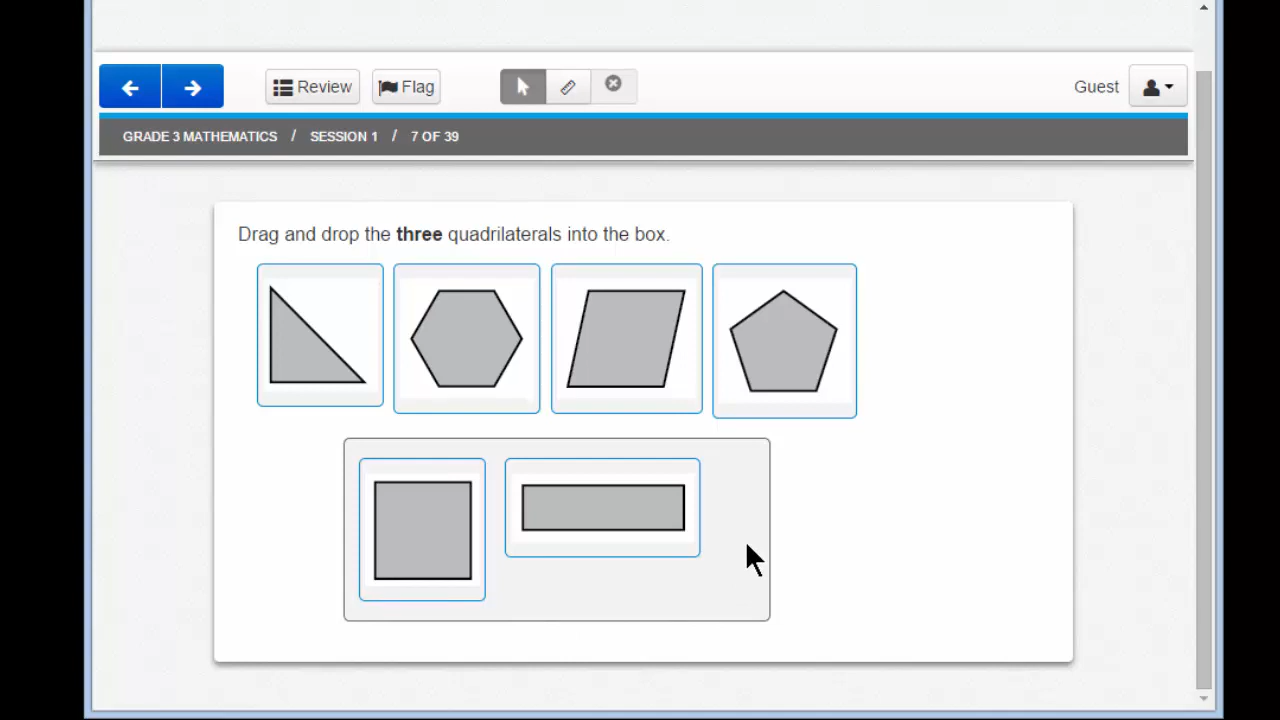 Review Flag Guest
GRADE 3 MATHEMATICS / SESSION 1 / 7 OF 39
Drag and drop the three quadrilaterals into the box.